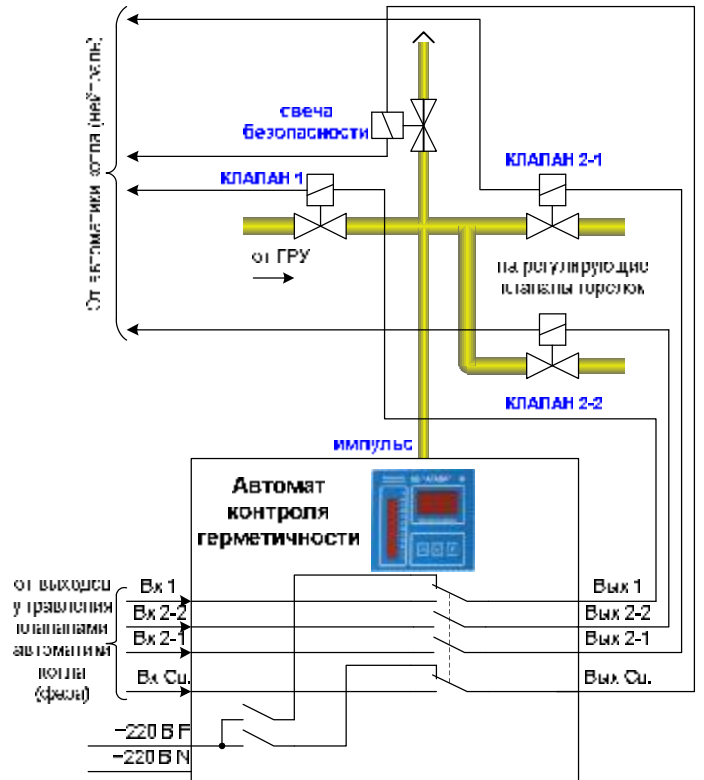 свеча
безопасности
КЛАПАН 1
КЛАПАН 2-1
От автоматики котла (нейтраль)
от ГРУ
на регулирующие
клапаны горелок
КЛАПАН 2-2
импульс
Автомат
контроля
герметичности
от выходов
управления
клапанами
автоматики
котла
(фаза)
Вх 1
Вых 1
Вх 2-2
Вых 2-2
Вх 2-1
Вых 2-1
Вх Сц.
Вых Сц.
~220 В F
~220 В N